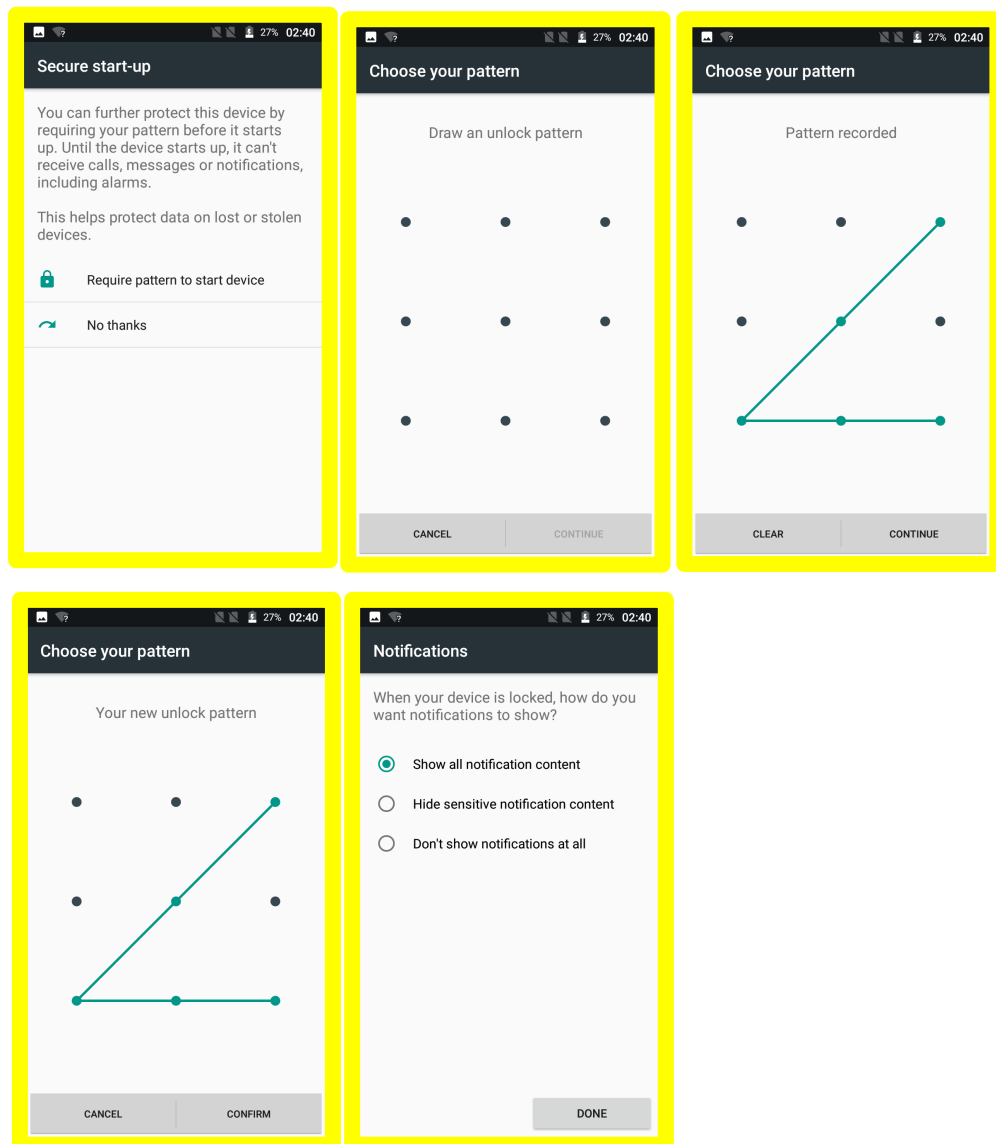 27% 02:40
Secure start-up
You can further protect this device by
requiring your pattern before it starts
up. Until the device starts up, it can't
receive calls, messages or notifications,
including alarms.
This helps protect data on lost or stolen
devices.
Require pattern to start device
No thanks
27% 02:40
Choose your pattern
Draw an unlock pattern
CANCEL CONTINUE
27% 02:40
Choose your pattern
Pattern recorded
CLEAR CONTINUE
27% 02:40
Choose your pattern
Your new unlock pattern
CANCEL CONFIRM
27% 02:40
Notifications
When your device is locked, how do you
want notifications to show?
Show all notification content
Hide sensitive notification content
Don't show notifications at all
DONE